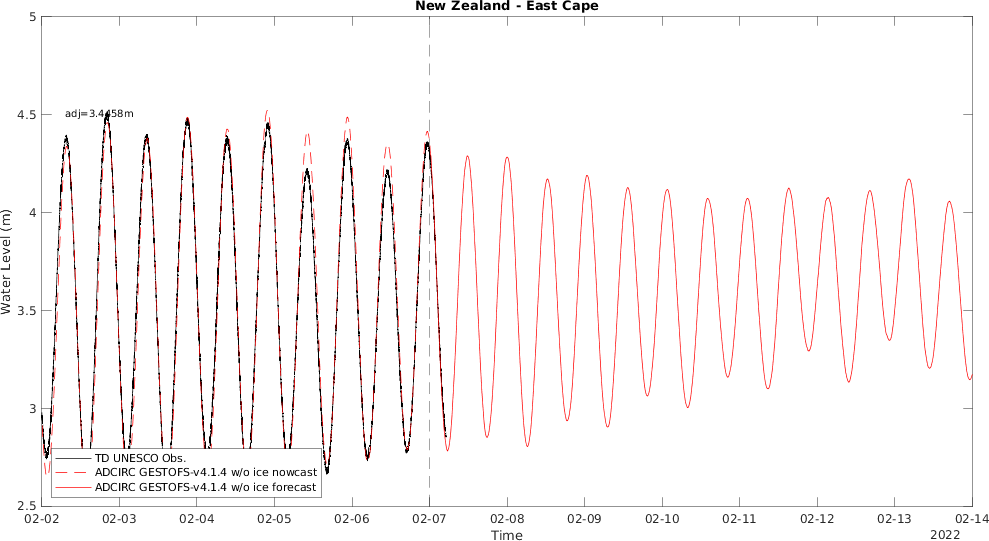 New Zealand - East Cape
5
4.5
4
3.5
3
2.5
Water Level (m)
adj=3.4458m
TD UNESCO Obs.
ADCIRC GESTOFS-v4.1.4 w/o ice nowcast
ADCIRC GESTOFS-v4.1.4 w/o ice forecast
02-02 02-03 02-04 02-05 02-06 02-07 02-08 02-09 02-10 02-11 02-12 02-13 02-14
Time
2022